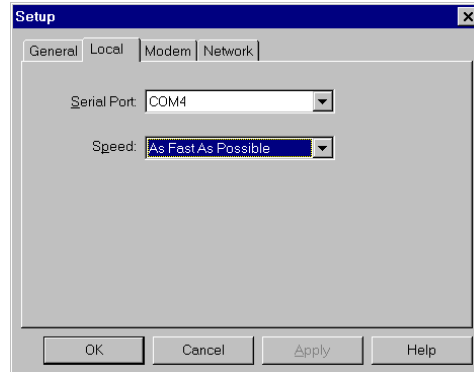 Setup
General Local Modem Network
Serial Port: COM4
Speed: As Fast As Possible
OK Cancel Apply Help